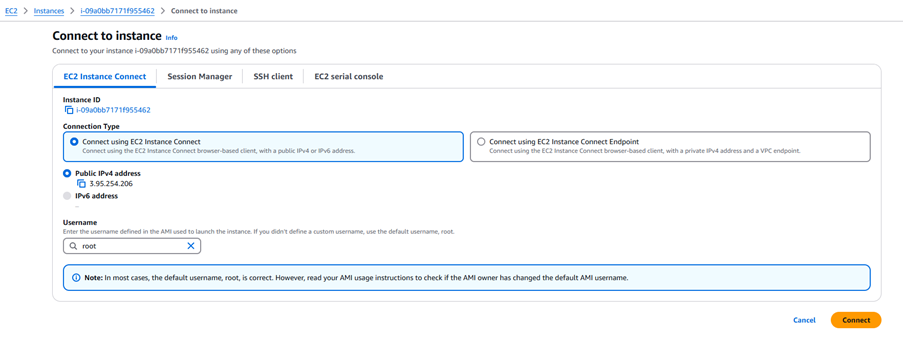 EC2 > Instances > i-09a0bb7171f955462 > Connect to instance
Connect to instance Info
Connect to your instance i-09a0bb7171f955462 using any of these options
EC2 Instance Connect Session Manager SSH client EC2 serial console
Instance ID
i-09a0bb7171f955462
Connection Type
Connect using EC2 Instance Connect
Connect using the EC2 Instance Connect browser-based client, with a public IPv4 or IPv6 address.
Connect using EC2 Instance Connect Endpoint
Connect using the EC2 Instance Connect browser-based client, with a private IPv4 address and a VPC endpoint.
Public IPv4 address
3.95.254.206
IPv6 address
–
Username
Enter the username defined in the AMI used to launch the instance. If you didn't define a custom username, use the default username, root.
root
Note: In most cases, the default username, root, is correct. However, read your AMI usage instructions to check if the AMI owner has changed the default AMI username.
Cancel Connect